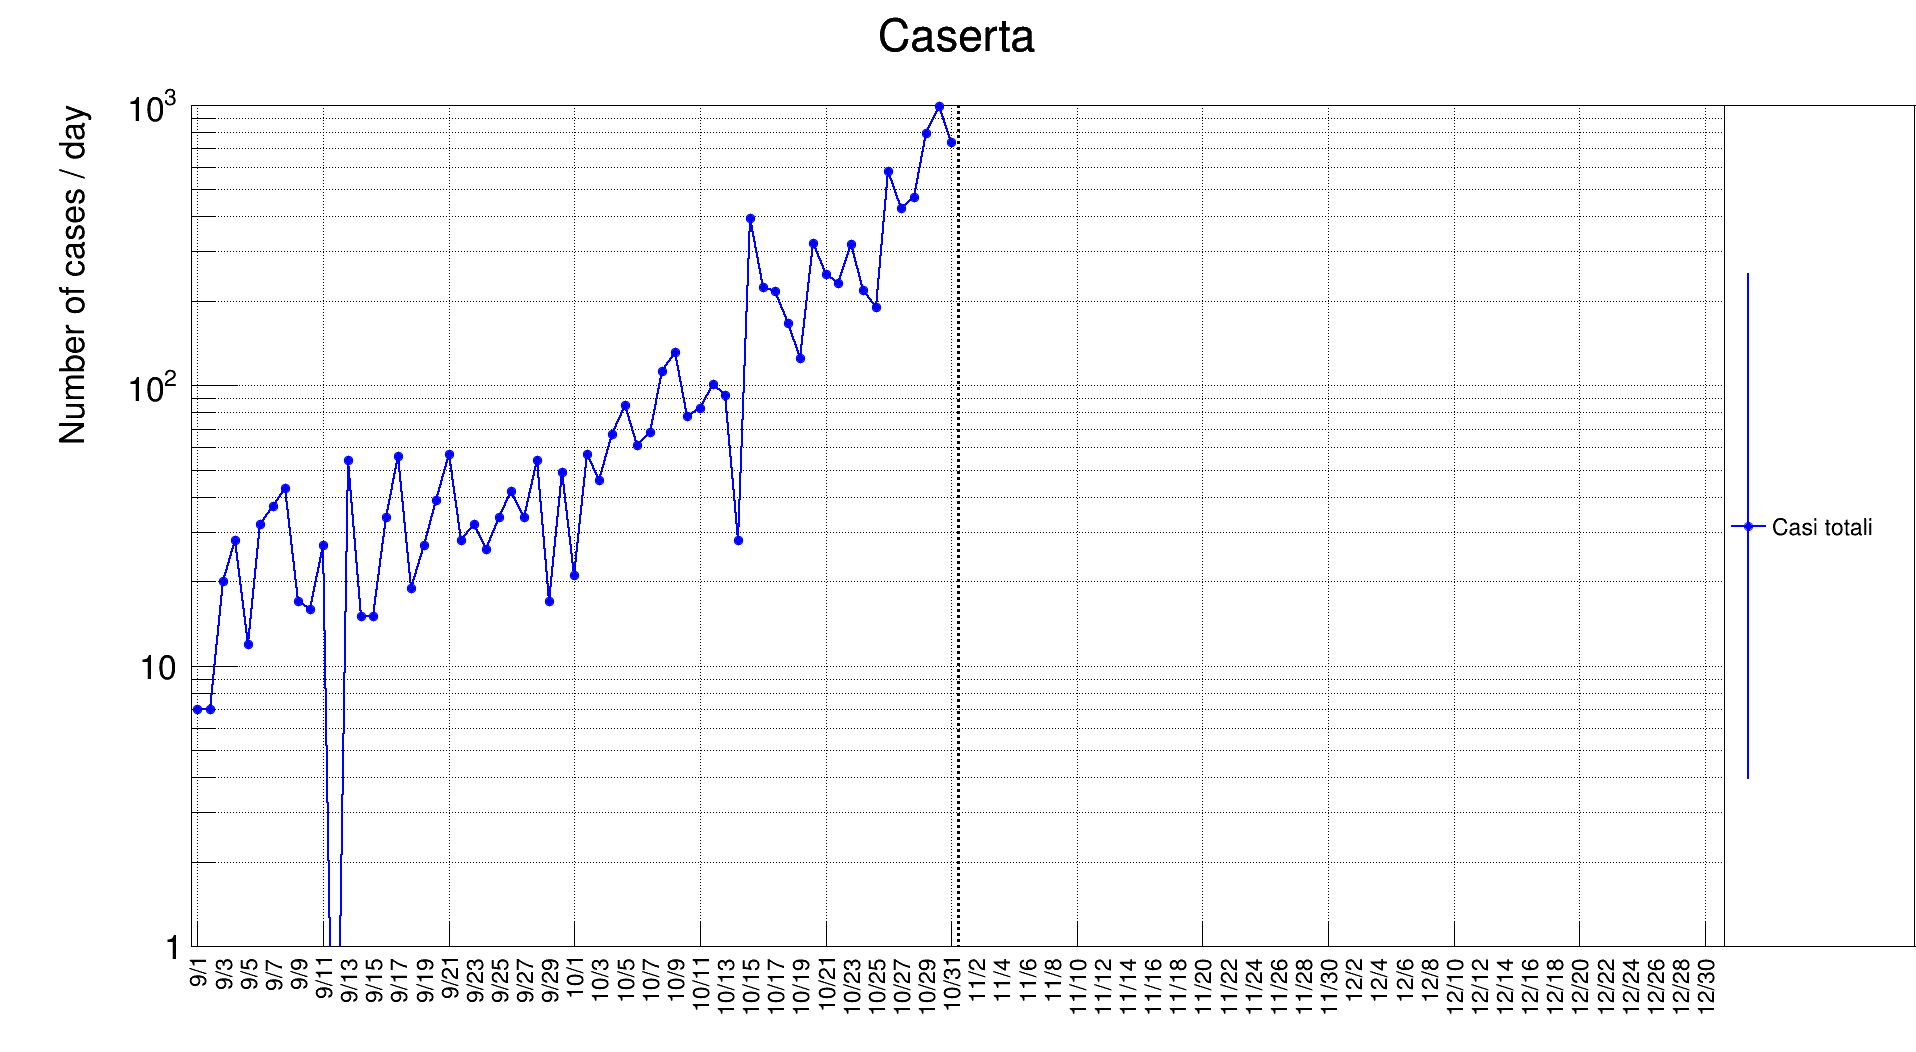 Caserta
Number of cases / day
10³
10²
10
1
9/1 9/3 9/5 9/7 9/9 9/11 9/13 9/15 9/17 9/19 9/21 9/23 9/25 9/27 9/29 10/1 10/3 10/5 10/7 10/9 10/11 10/13 10/15 10/17 10/19 10/21 10/23 10/25 10/27 10/29 10/31 11/2 11/4 11/6 11/8 11/10 11/12 11/14 11/16 11/18 11/20 11/22 11/24 11/26 11/28 11/30 12/2 12/4 12/6 12/8 12/10 12/12 12/14 12/16 12/18 12/20 12/22 12/24 12/26 12/28 12/30
Casi totali